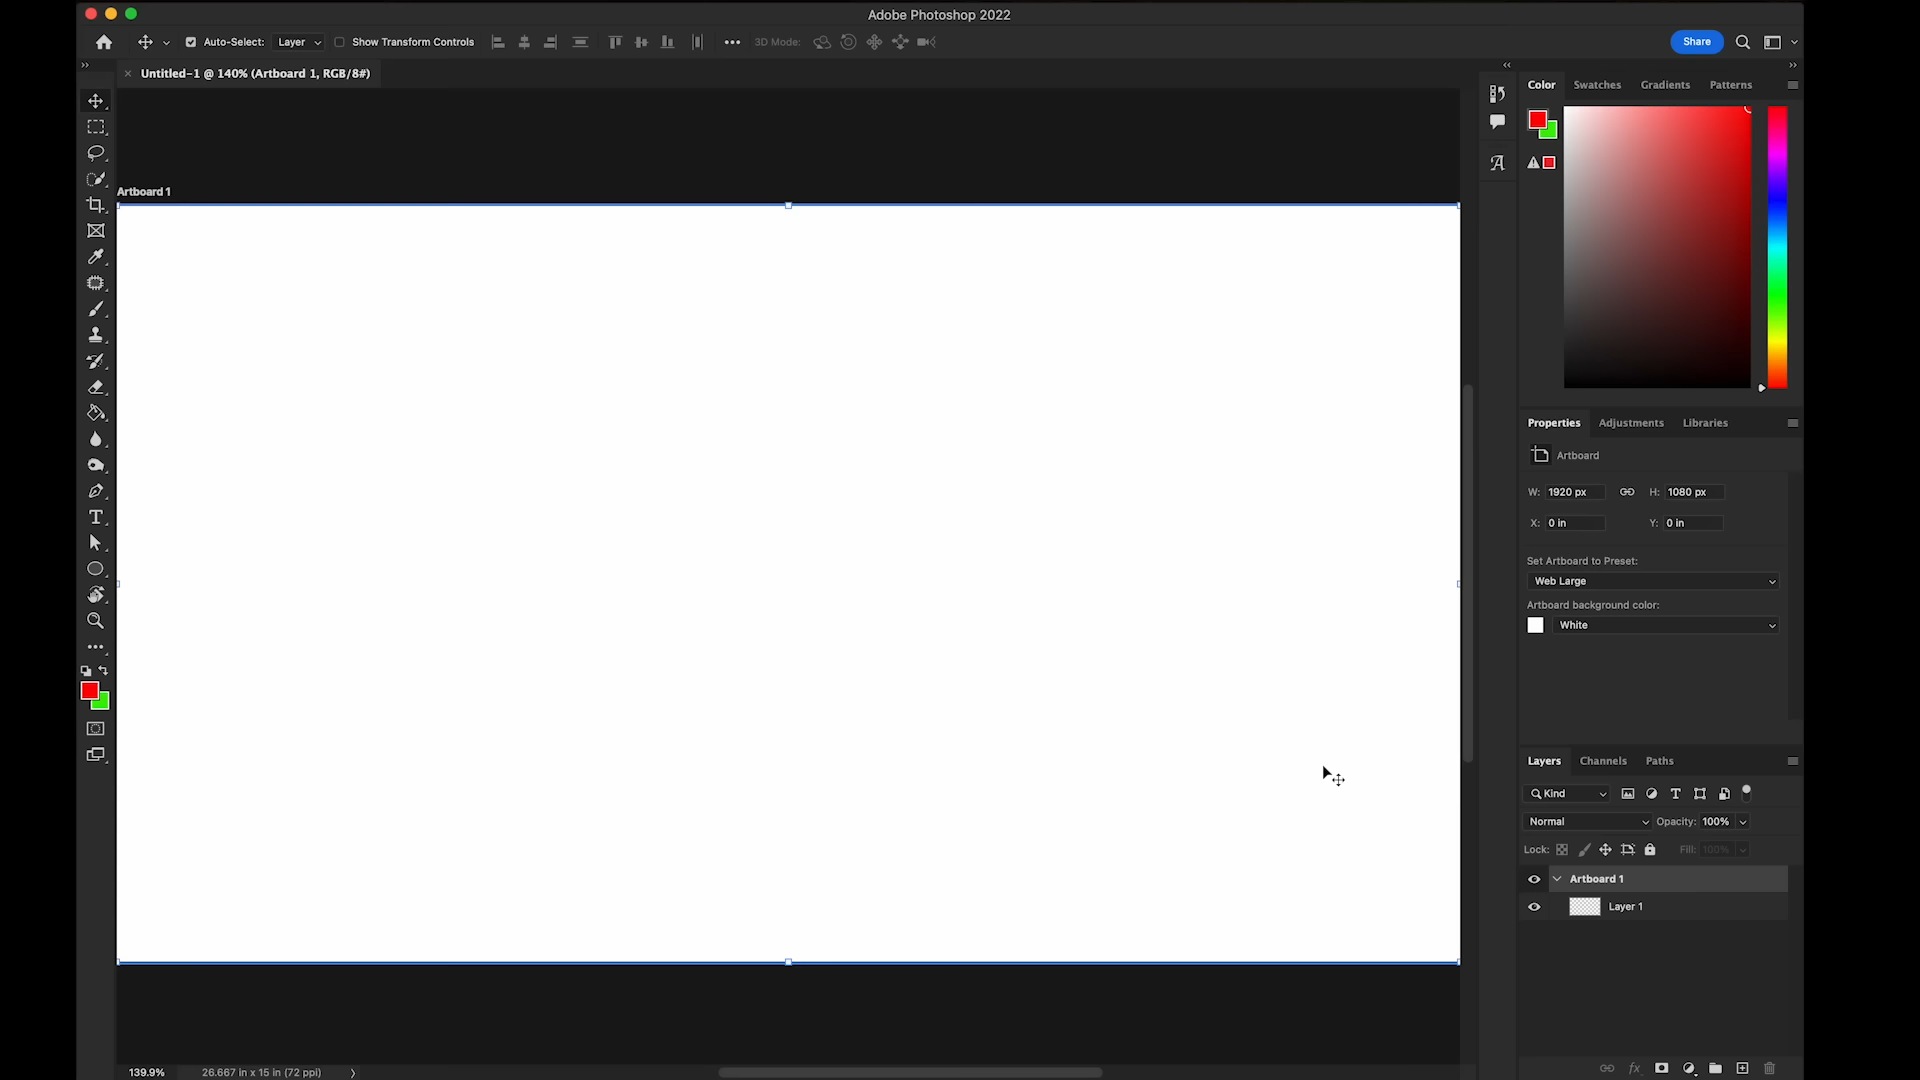 Adobe Photoshop 2022
Auto-Select: Layer Show Transform Controls 3D Mode: Share
Untitled-1 @ 140% (Artboard 1, RGB/8#)
Color Swatches Gradients Patterns
Artboard 1
Properties Adjustments Libraries
Artboard
W: 1920 px H: 1080 px
X: 0 in Y: 0 in
Set Artboard to Preset:
Web Large
Artboard background color:
White
Layers Channels Paths
Kind
Normal Opacity: 100%
Lock: Fill: 100%
Artboard 1
Layer 1
139.9% 26.667 in x 15 in (72 ppi)